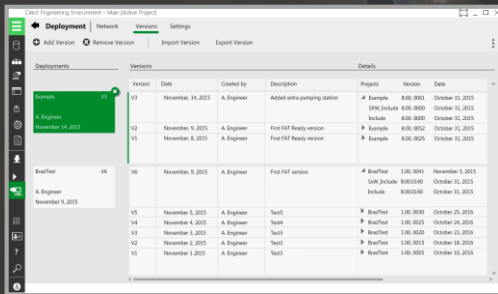 Citect Engineering Environment – Main [Active Project]
Deployment Network Versions Settings
Add Version Remove Version Import Version Export Version
Deployments Versions Details
Version Date Created by Description Projects Version Date
Example V3
A. Engineer
November 14, 2015
V3 November, 14, 2015 A. Engineer Added extra pumping station Example 8.00, 0061 October 31, 2015
SXW_Include 8.00, 0000 October 31, 2015
Include 8.00, 0000 October 31, 2015
V2 November, 9, 2015 A. Engineer First FAT Ready version Example 8.00, 0052 October 31, 2015
V1 November, 8, 2015 A. Engineer First FAT Ready version Example 8.00, 0025 October 31, 2015
BradTest V6
A. Engineer
November 9, 2015
V6 November, 9, 2015 A. Engineer First FAT version BradTest 1.00, 0041 November 3, 2015
SxW_Include 8.00.0140 October 31, 2015
Include 8.00.0140 October 31, 2015
V5 November 5, 2015 A. Engineer Test5 BradTest 1.00, 0030 October 25, 2016
V4 November 4, 2015 A. Engineer Test4 BradTest 1.00, 0025 October 24, 2016
V3 November 3, 2015 A. Engineer Test3 BradTest 1.00, 0020 October 23, 2016
V2 November 2, 2015 A. Engineer Test3 BradTest 1.00, 0015 October 18, 2016
V1 November 1 2015 A. Engineer Test3 BradTest 1.00, 0005 October 10, 2016